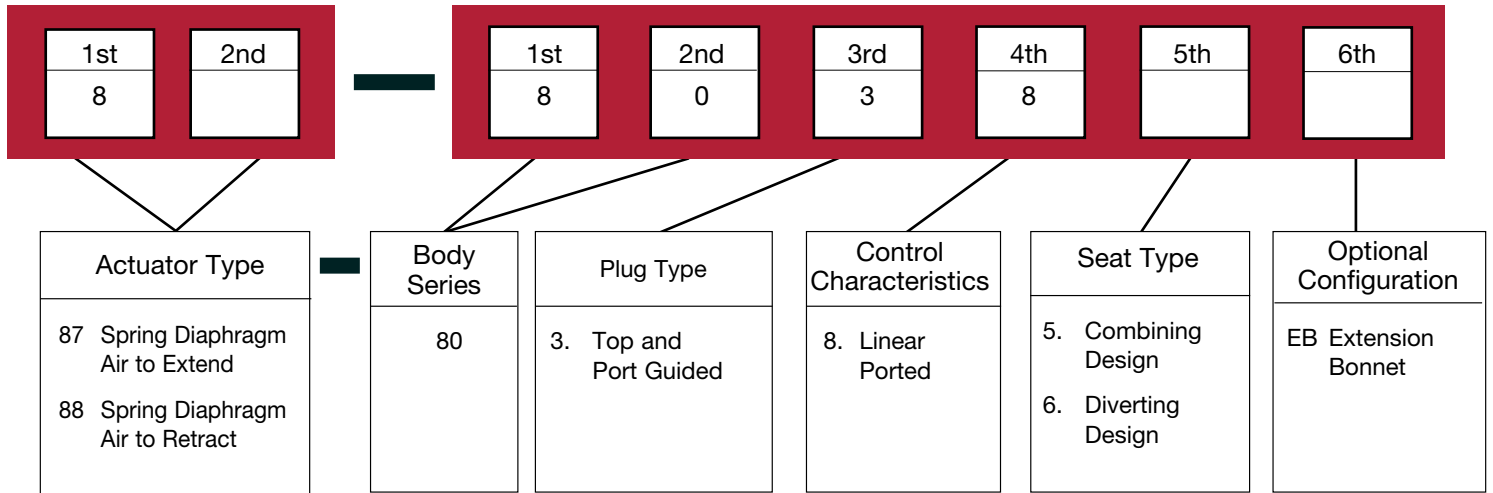 1st
8
2nd
1st
8
2nd
0
3rd
3
4th
8
5th
6th
Actuator Type
87 Spring Diaphragm
Air to Extend
88 Spring Diaphragm
Air to Retract
Body
Series
80
Plug Type
3. Top and
Port Guided
Control
Characteristics
8. Linear
Ported
Seat Type
5. Combining
Design
6. Diverting
Design
Optional
Configuration
EB Extension
Bonnet